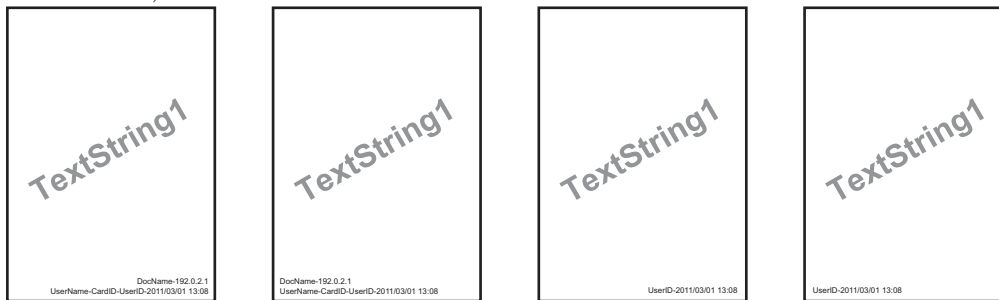 TextString1
DocName-192.0.2.1
UserName-CardID-UserID-2011/03/01 13:08
TextString1
DocName-192.0.2.1
UserName-CardID-UserID-2011/03/01 13:08
TextString1
UserID-2011/03/01 13:08
TextString1
UserID-2011/03/01 13:08